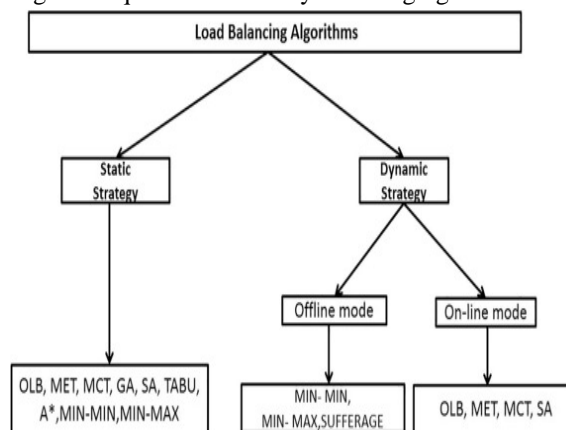 Load Balancing Algorithms
Static
Strategy
Dynamic
Strategy
Offline mode
On-line mode
OLB, MET, MCT, GA, SA, TABU,
A*,MIN-MIN,MIN-MAX
MIN- MIN,
MIN- MAX,SUFFERAGE
OLB, MET, MCT, SA